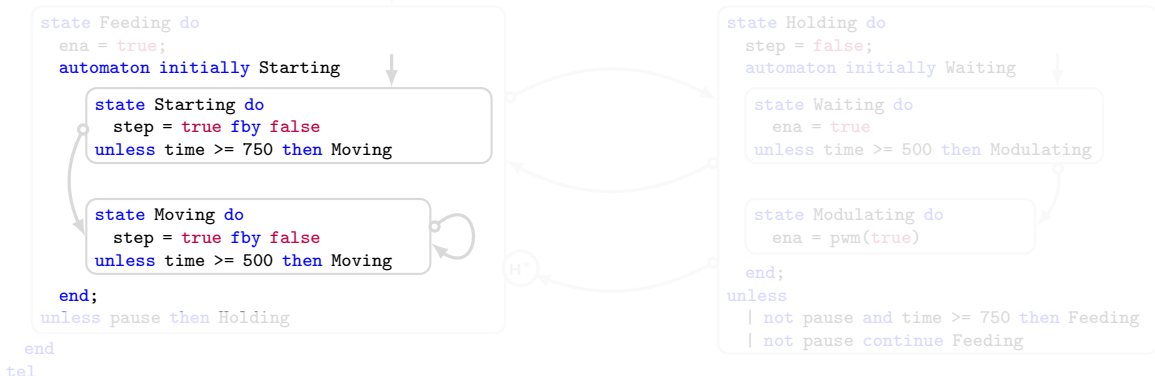 state Feeding do
ena = true;
automaton initially Starting
state Starting do
step = true fby false
unless time >= 750 then Moving
state Moving do
step = true fby false
unless time >= 500 then Moving
end;
unless pause then Holding
end
tel
H*
state Holding do
step = false;
automaton initially Waiting
state Waiting do
ena = true
unless time >= 500 then Modulating
state Modulating do
ena = pwm(true)
end;
unless
| not pause and time >= 750 then Feeding
| not pause continue Feeding